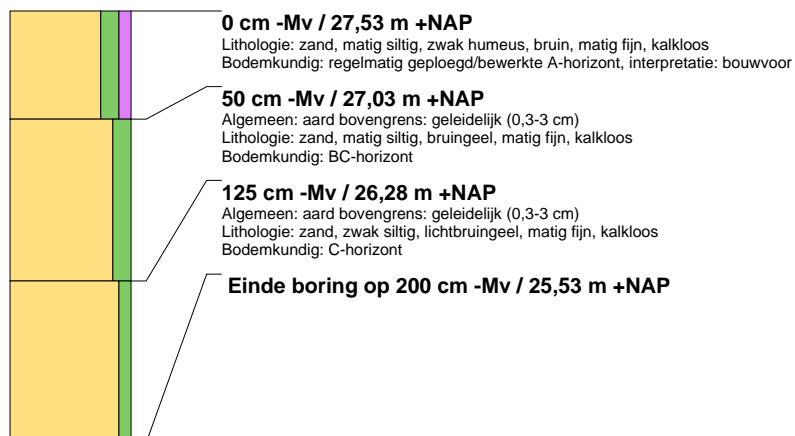 0 cm -Mv / 27,53 m +NAP
Lithologie: zand, matig siltig, zwak humeus, bruin, matig fijn, kalkloos
Bodemkundig: regelmatig geploegd/bewerkte A-horizont, interpretatie: bouwvoor
50 cm -Mv / 27,03 m +NAP
Algemeen: aard bovengrens: geleidelijk (0,3-3 cm)
Lithologie: zand, matig siltig, bruingeel, matig fijn, kalkloos
Bodemkundig: BC-horizont
125 cm -Mv / 26,28 m +NAP
Algemeen: aard bovengrens: geleidelijk (0,3-3 cm)
Lithologie: zand, zwak siltig, lichtbruingeel, matig fijn, kalkloos
Bodemkundig: C-horizont
Einde boring op 200 cm -Mv / 25,53 m +NAP